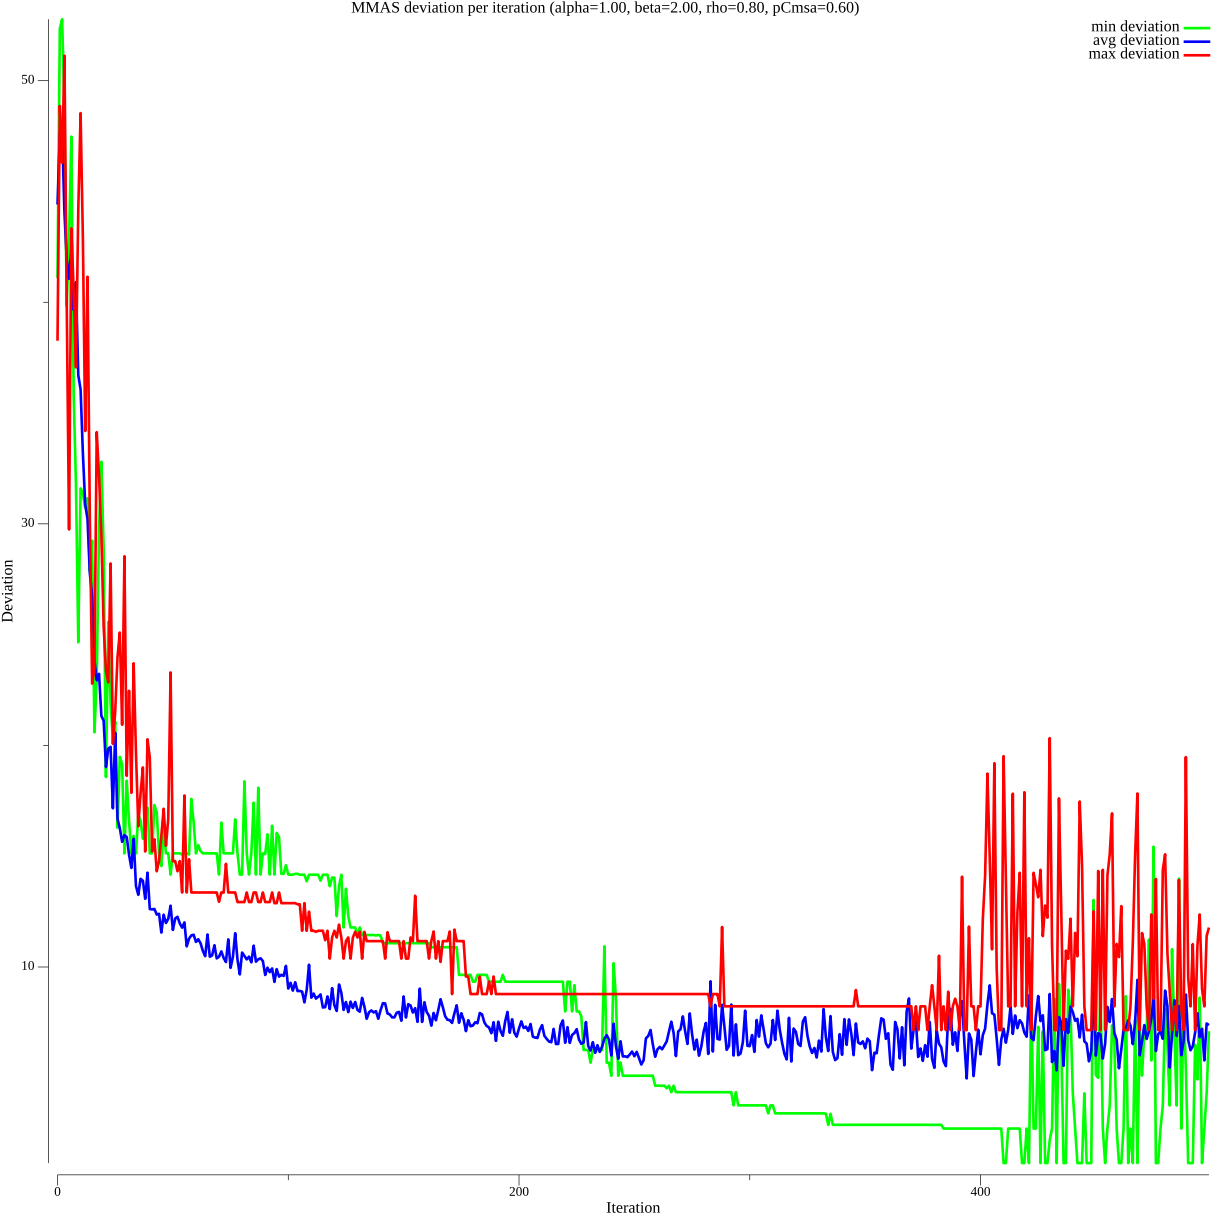 MMAS deviation per iteration (alpha=1.00, beta=2.00, rho=0.80, pCmsa=0.60)
min deviation
avg deviation
max deviation
50
30
10
Deviation
0
200
400
Iteration